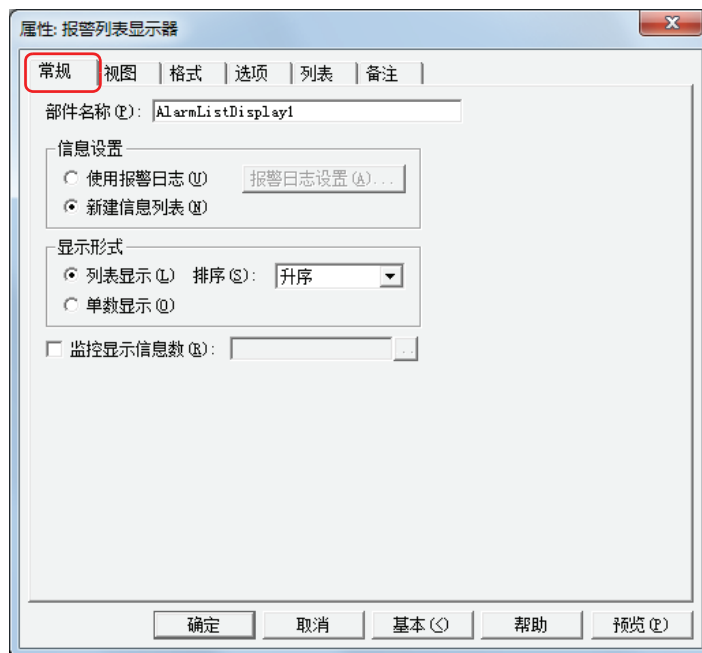 属性: 报警列表显示器
常规 视图 格式 选项 列表 备注
部件名称(P): AlarmListDisplay1
信息设置
使用报警日志(U) 报警日志设置(A)...
新建信息列表(N)
显示形式
列表显示(L) 排序(S): 升序
单数显示(O)
监控显示信息数(R): ..
确定 取消 基本(<) 帮助 预览(P)